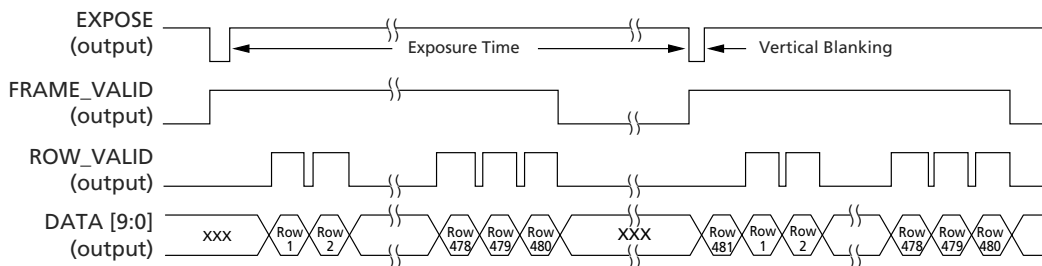 EXPOSE
(output)
Exposure Time
Vertical Blanking
FRAME_VALID
(output)
ROW_VALID
(output)
DATA [9:0]
(output)
XXX
Row
1
Row
2
Row
478
Row
479
Row
480
XXX
Row
481
Row
1
Row
2
Row
478
Row
479
Row
480